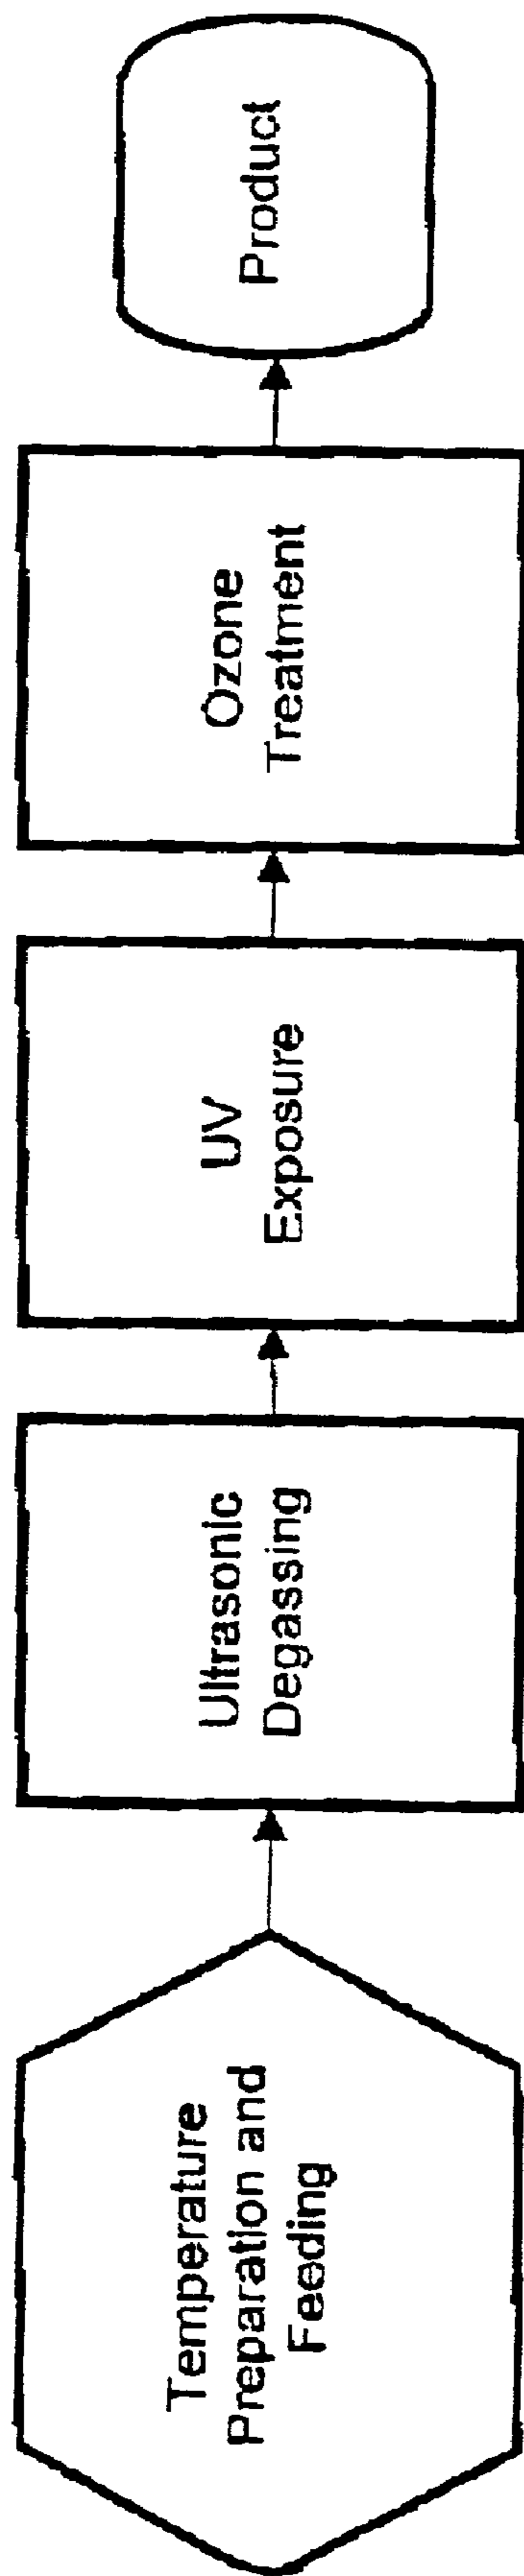 Temperature
Preparation and
Feeding
Ultrasonic
Degassing
UV
Exposure
Ozone
Treatment
Product